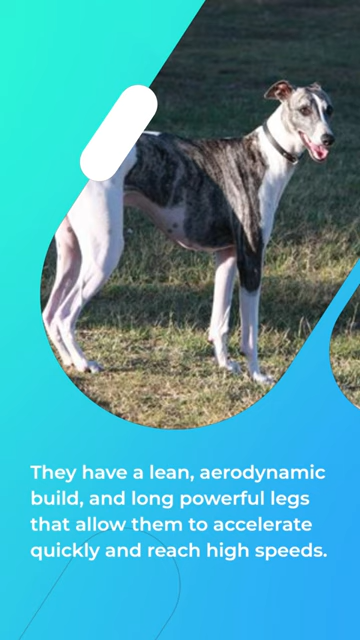 They have a lean, aerodynamic
build, and long powerful legs
that allow them to accelerate
quickly and reach high speeds.